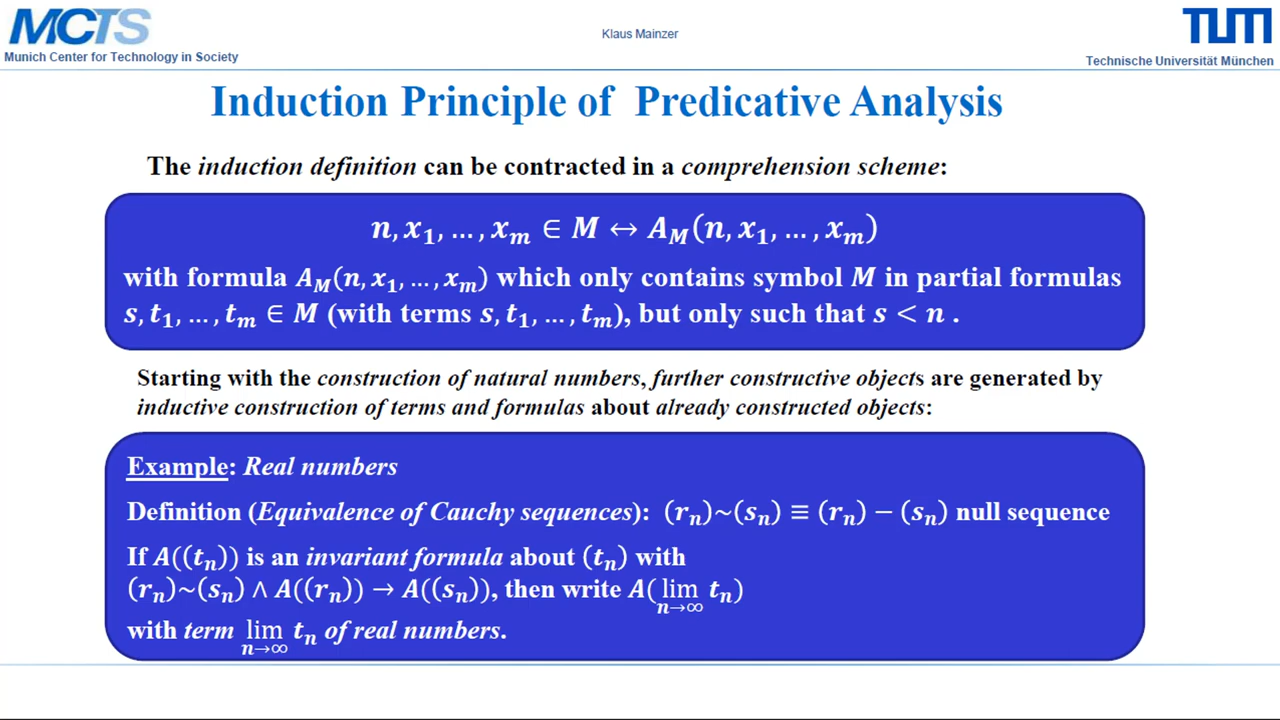 MCTS
Munich Center for Technology in Society
Klaus Mainzer
TUM
Technische Universität München
Induction Principle of Predicative Analysis
The induction definition can be contracted in a comprehension scheme:
n, x₁, …, xₘ ∈ M ↔ A_M(n, x₁, …, xₘ)
with formula A_M(n, x₁, …, xₘ) which only contains symbol M in partial formulas
s, t₁, …, tₘ ∈ M (with terms s, t₁, …, tₘ), but only such that s < n .
Starting with the construction of natural numbers, further constructive objects are generated by
inductive construction of terms and formulas about already constructed objects:
Example: Real numbers
Definition (Equivalence of Cauchy sequences): (rₙ)~(sₙ) ≡ (rₙ) − (sₙ) null sequence
If A((tₙ)) is an invariant formula about (tₙ) with
(rₙ)~(sₙ) ∧ A((rₙ)) → A((sₙ)), then write A(lim tₙ)
n→∞
with term lim tₙ of real numbers.
n→∞